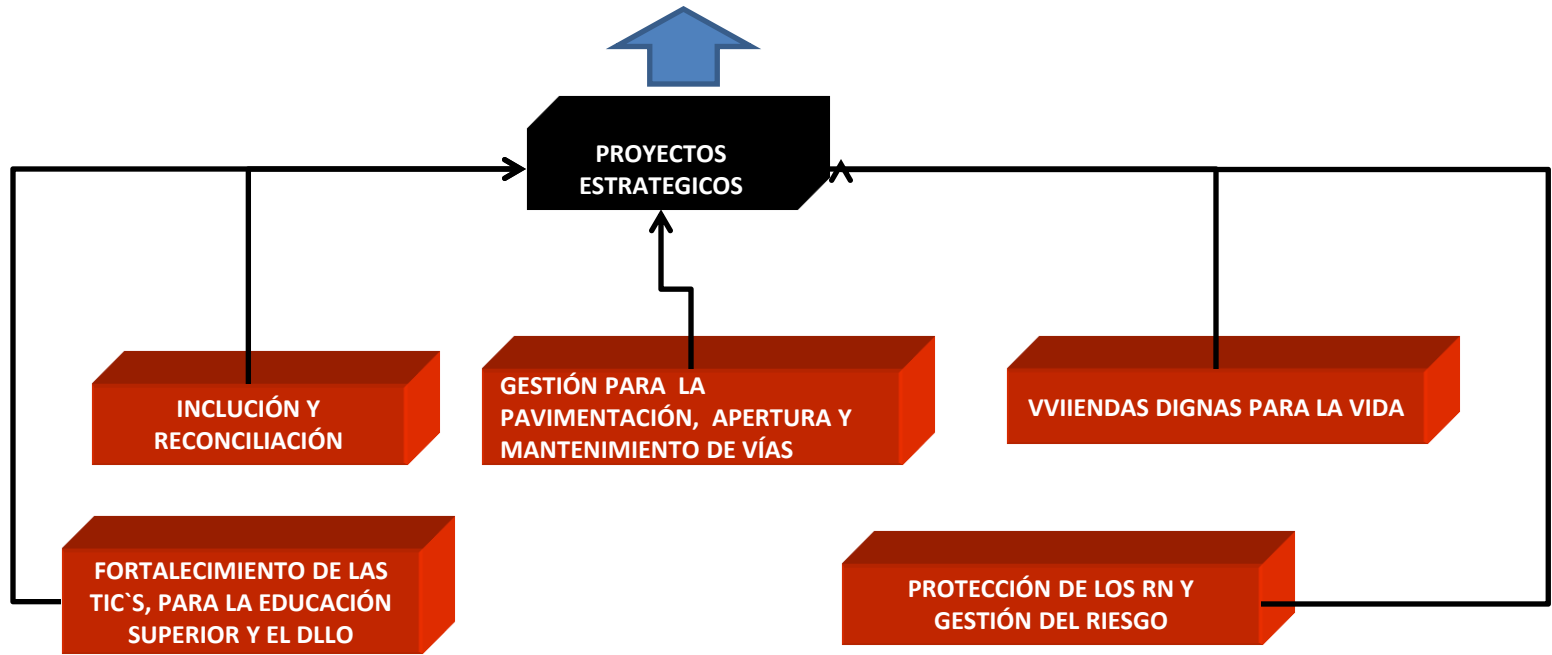 PROYECTOS
ESTRATEGICOS
INCLUCIÓN Y
RECONCILIACIÓN
GESTIÓN PARA LA
PAVIMENTACIÓN, APERTURA Y
MANTENIMIENTO DE VÍAS
VVIIENDAS DIGNAS PARA LA VIDA
FORTALECIMIENTO DE LAS
TIC`S, PARA LA EDUCACIÓN
SUPERIOR Y EL DLLO
PROTECCIÓN DE LOS RN Y
GESTIÓN DEL RIESGO